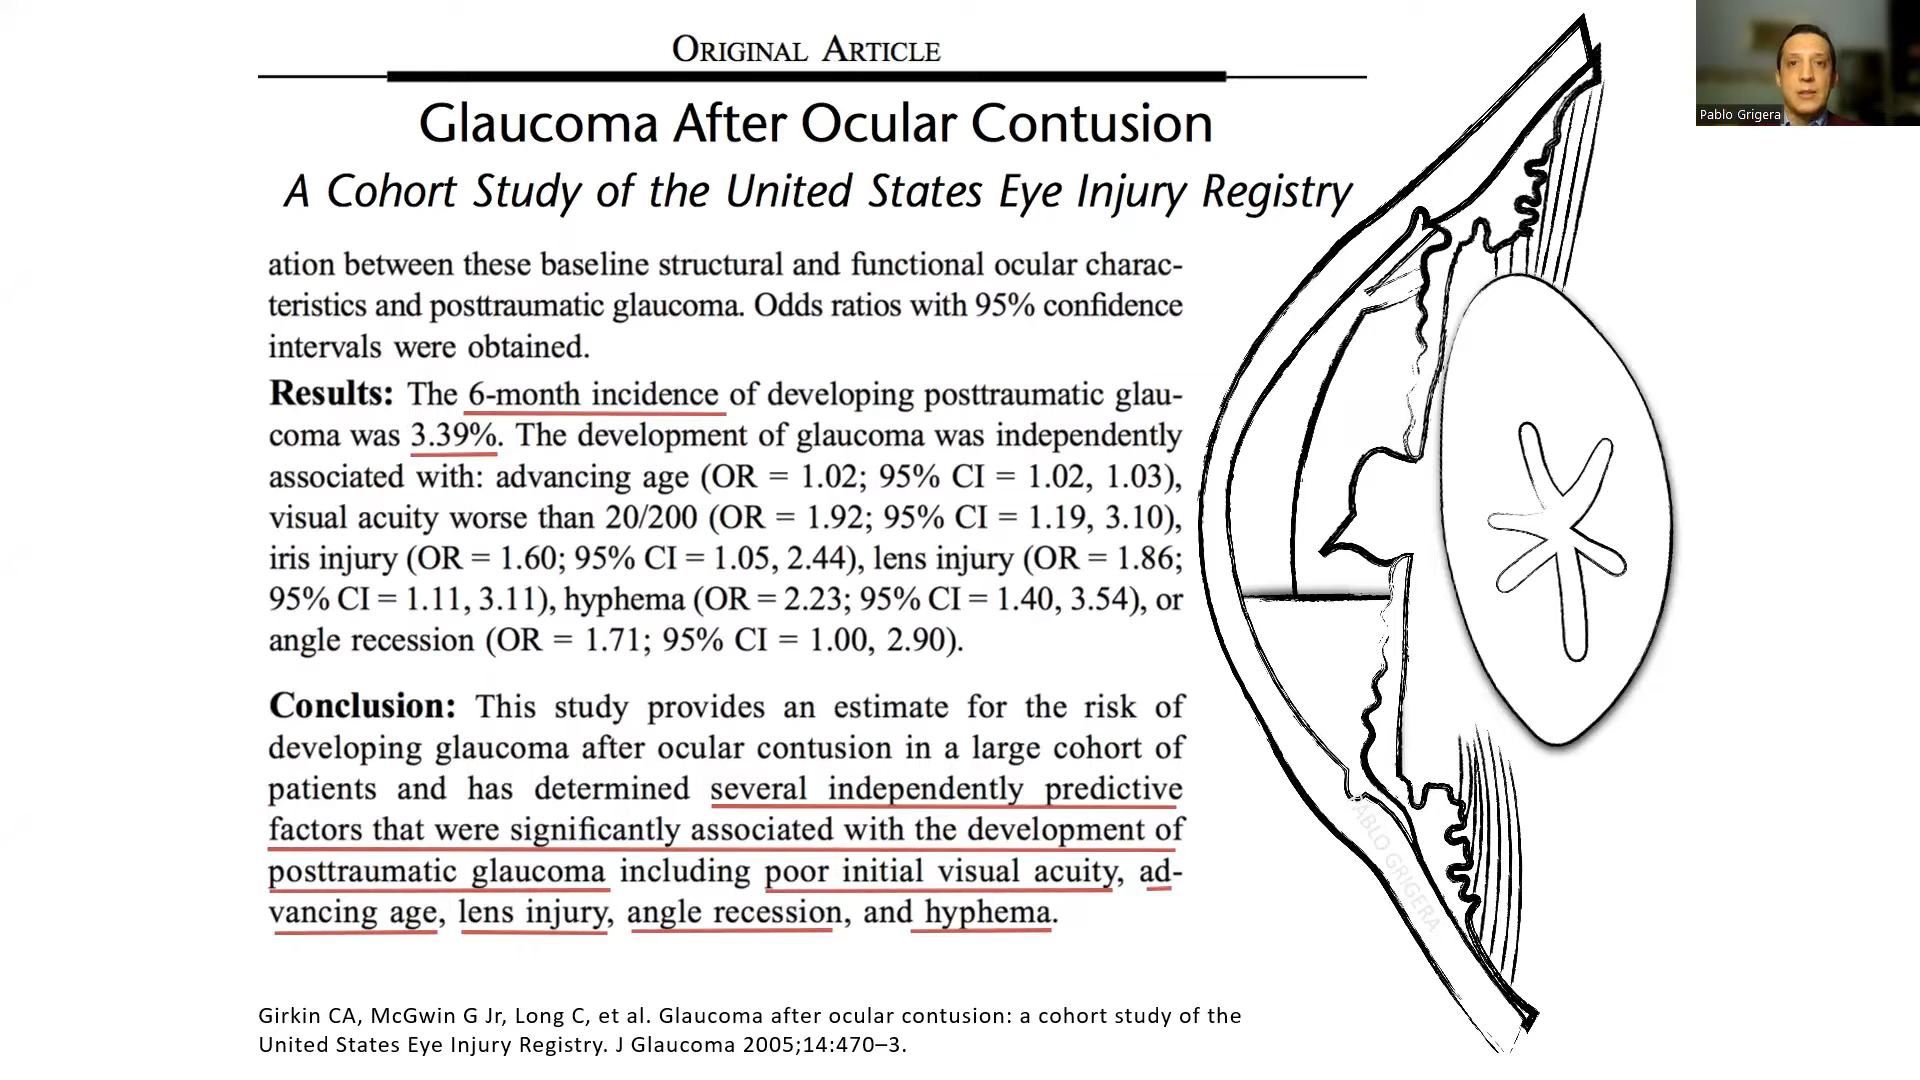 ORIGINAL ARTICLE
Glaucoma After Ocular Contusion
A Cohort Study of the United States Eye Injury Registry
ation between these baseline structural and functional ocular charac-
teristics and posttraumatic glaucoma. Odds ratios with 95% confidence
intervals were obtained.
Results: The 6-month incidence of developing posttraumatic glau-
coma was 3.39%. The development of glaucoma was independently
associated with: advancing age (OR = 1.02; 95% CI = 1.02, 1.03),
visual acuity worse than 20/200 (OR = 1.92; 95% CI = 1.19, 3.10),
iris injury (OR = 1.60; 95% CI = 1.05, 2.44), lens injury (OR = 1.86;
95% CI = 1.11, 3.11), hyphema (OR = 2.23; 95% CI = 1.40, 3.54), or
angle recession (OR = 1.71; 95% CI = 1.00, 2.90).
Conclusion: This study provides an estimate for the risk of
developing glaucoma after ocular contusion in a large cohort of
patients and has determined several independently predictive
factors that were significantly associated with the development of
posttraumatic glaucoma including poor initial visual acuity, ad-
vancing age, lens injury, angle recession, and hyphema.
Girkin CA, McGwin G Jr, Long C, et al. Glaucoma after ocular contusion: a cohort study of the
United States Eye Injury Registry. J Glaucoma 2005;14:470–3.
Pablo Grigera
ABLO GRIGERA